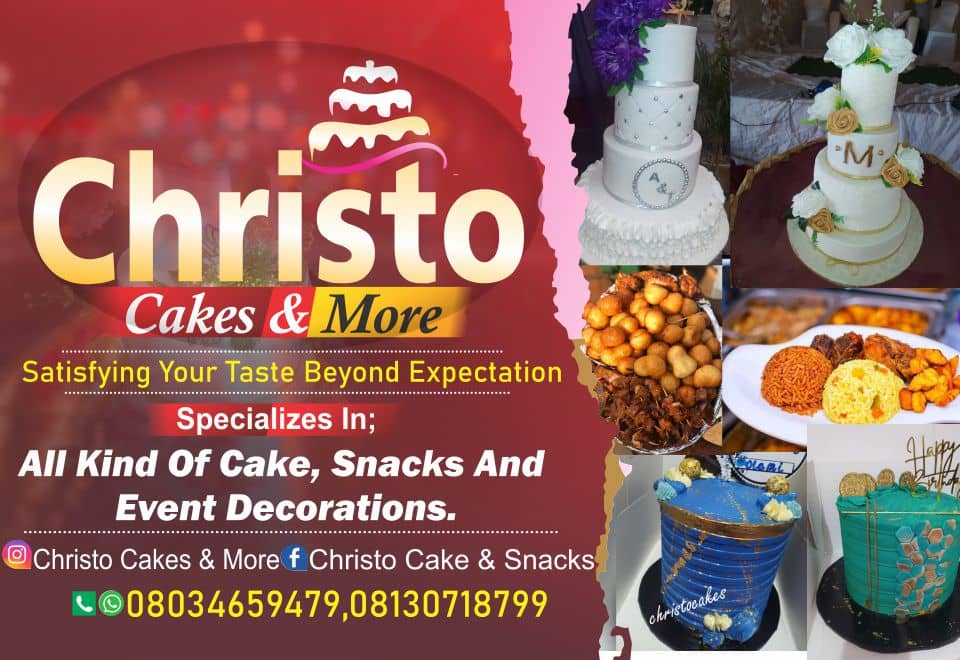 Christo
Cakes & More
Satisfying Your Taste Beyond Expectation
Specializes In;
All Kind Of Cake, Snacks And
Event Decorations.
Christo Cakes & More Christo Cake & Snacks
08034659479,08130718799
A &
M
Happy
Birthday
christocakes